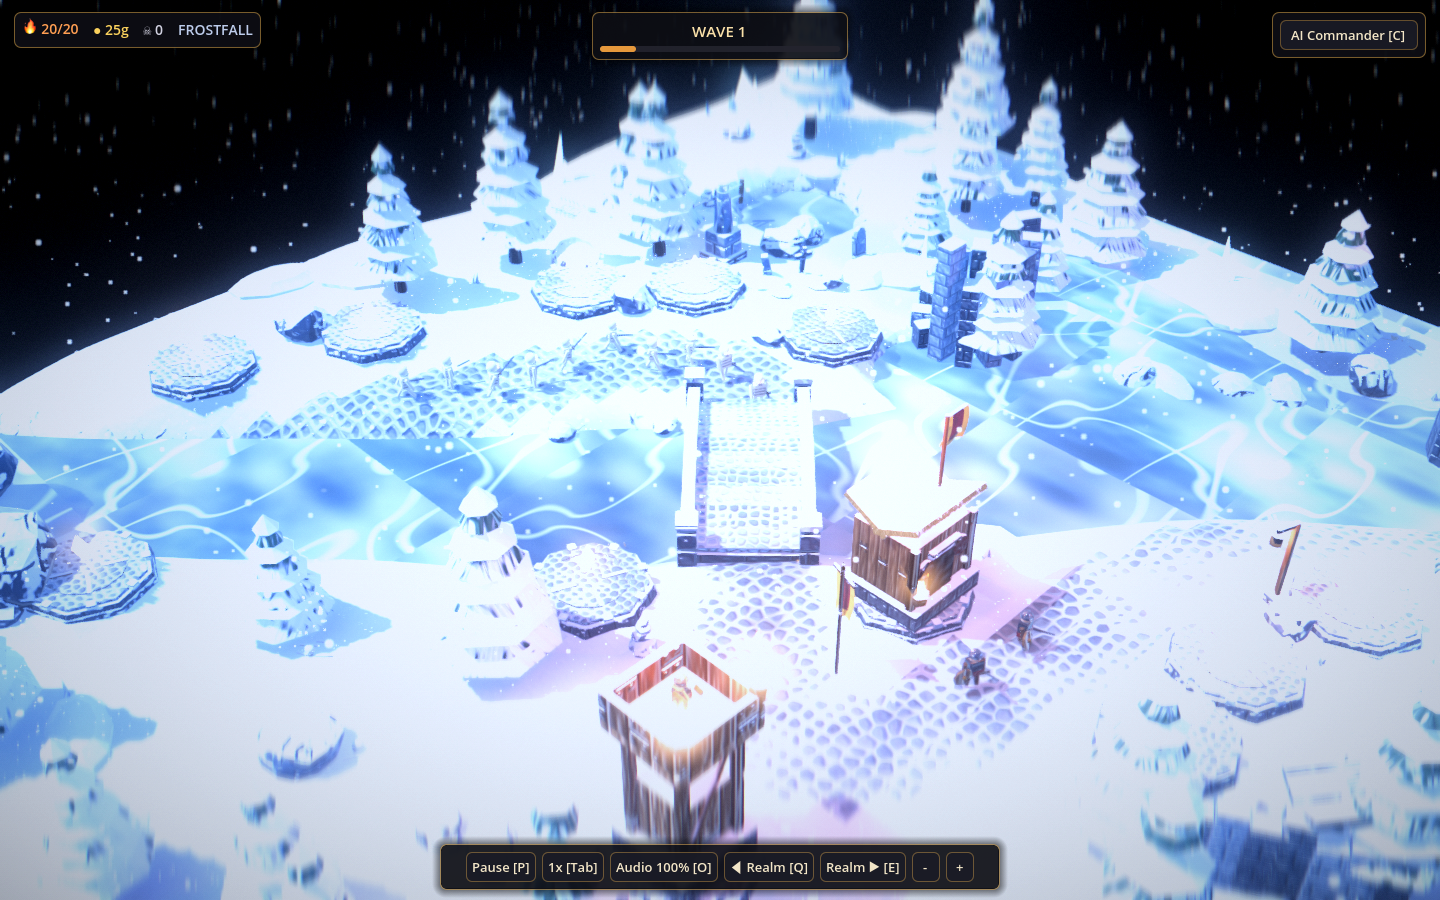 20/20 25g 0 FROSTFALL
WAVE 1
AI Commander [C]
Pause [P] 1x [Tab] Audio 100% [O] Realm [Q] Realm [E] - +